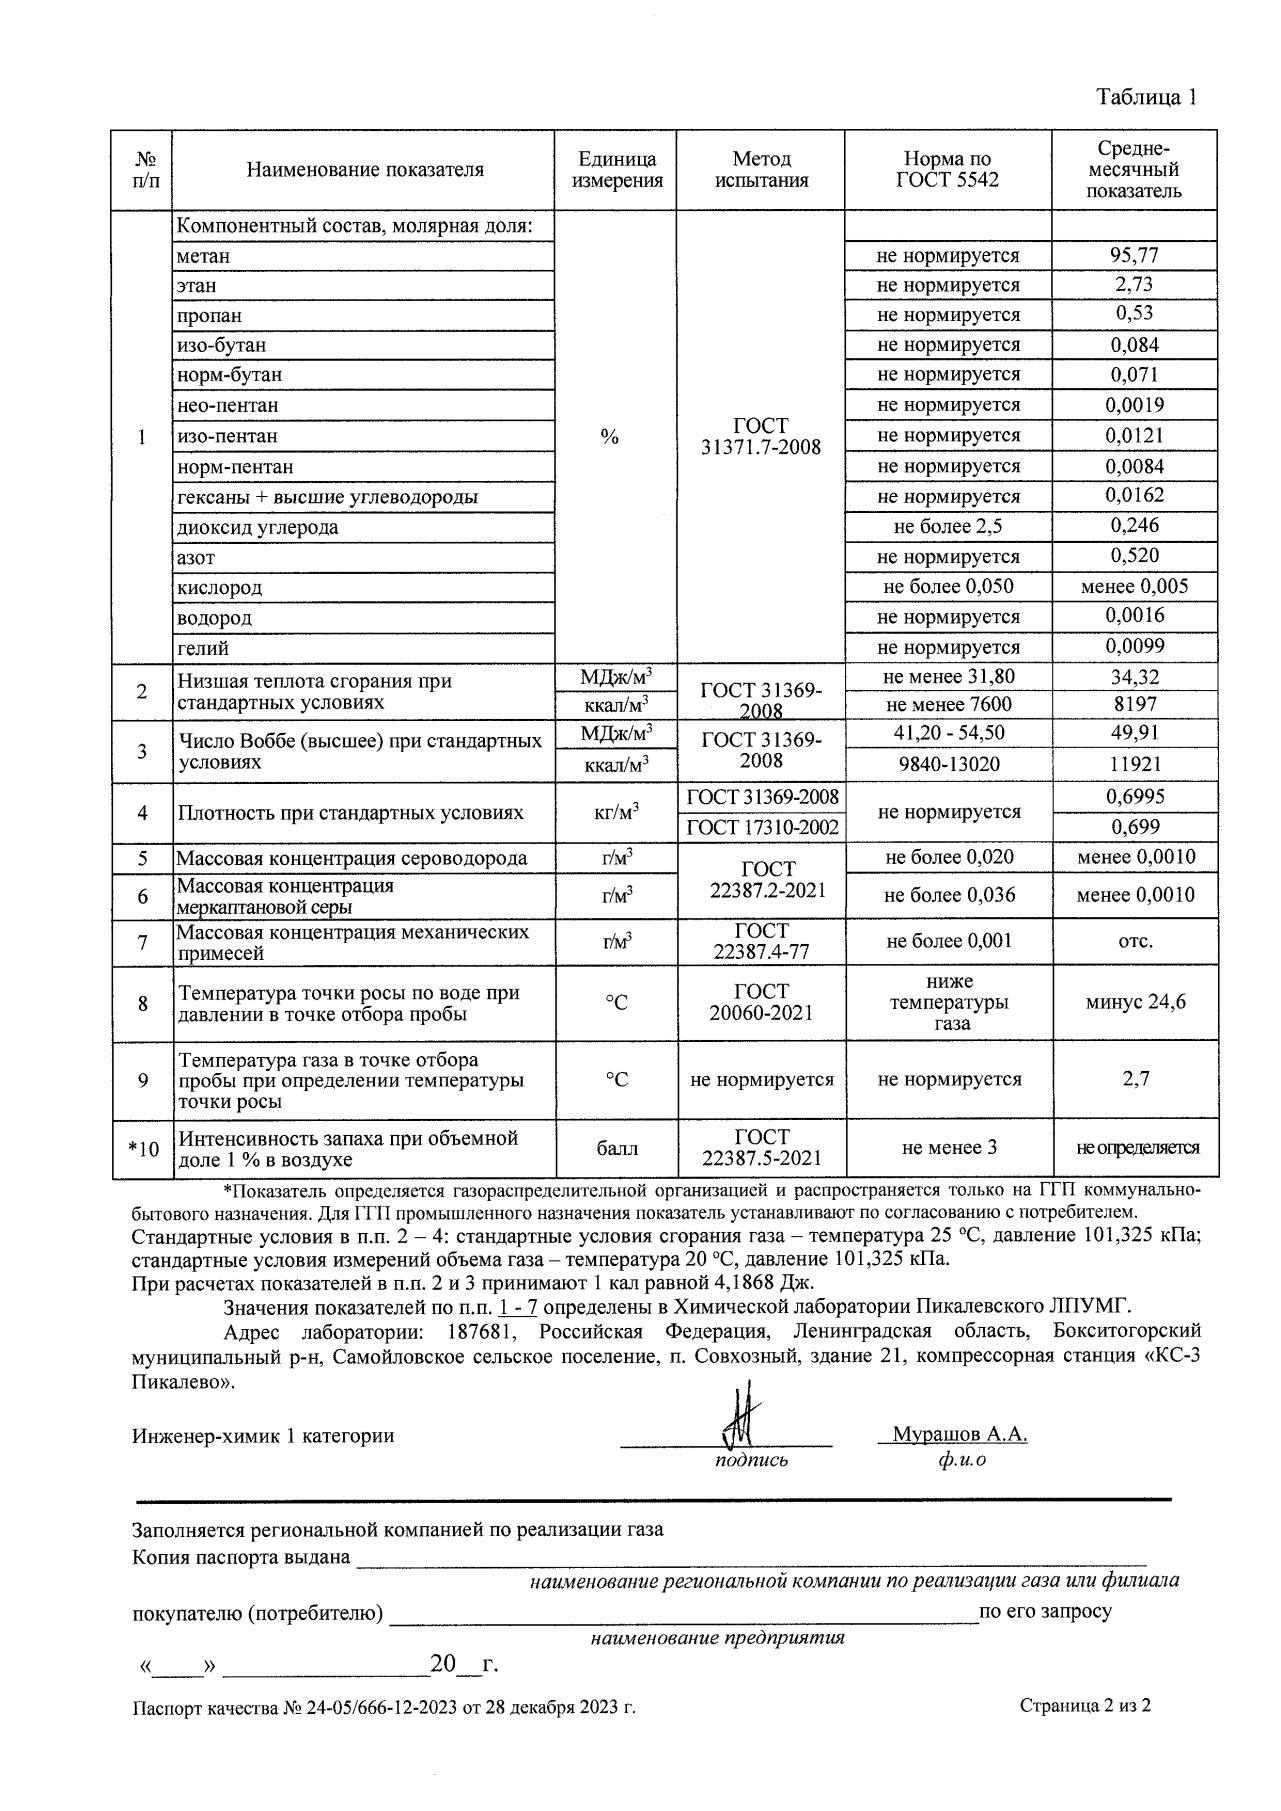 Таблица 1
№ п/п
Наименование показателя
Единица измерения
Метод испытания
Норма по ГОСТ 5542
Средне-месячный показатель
1
Компонентный состав, молярная доля:
%
ГОСТ 31371.7-2008
метан не нормируется 95,77
этан не нормируется 2,73
пропан не нормируется 0,53
изо-бутан не нормируется 0,084
норм-бутан не нормируется 0,071
нео-пентан не нормируется 0,0019
изо-пентан не нормируется 0,0121
норм-пентан не нормируется 0,0084
гексаны + высшие углеводороды не нормируется 0,0162
диоксид углерода не более 2,5 0,246
азот не нормируется 0,520
кислород не более 0,050 менее 0,005
водород не нормируется 0,0016
гелий не нормируется 0,0099
2
Низшая теплота сгорания при
стандартных условиях
МДж/м³
ккал/м³
ГОСТ 31369-
2008
не менее 31,80 34,32
не менее 7600 8197
3
Число Воббе (высшее) при стандартных
условиях
МДж/м³
ккал/м³
ГОСТ 31369-
2008
41,20 - 54,50 49,91
9840-13020 11921
4
Плотность при стандартных условиях
кг/м³
ГОСТ 31369-2008
ГОСТ 17310-2002
не нормируется
0,6995
0,699
5
Массовая концентрация сероводорода
г/м³
ГОСТ
22387.2-2021
не более 0,020
менее 0,0010
6
Массовая концентрация
меркаптановой серы
г/м³
не более 0,036
менее 0,0010
7
Массовая концентрация механических
примесей
г/м³
ГОСТ
22387.4-77
не более 0,001
отс.
8
Температура точки росы по воде при
давлении в точке отбора пробы
°С
ГОСТ
20060-2021
ниже
температуры
газа
минус 24,6
9
Температура газа в точке отбора
пробы при определении температуры
точки росы
°С
не нормируется
не нормируется
2,7
*10
Интенсивность запаха при объемной
доле 1 % в воздухе
балл
ГОСТ
22387.5-2021
не менее 3
не определяется
*Показатель определяется газораспределительной организацией и распространяется только на ГГП коммунально-
бытового назначения. Для ГГП промышленного назначения показатель устанавливают по согласованию с потребителем.
Стандартные условия в п.п. 2 – 4: стандартные условия сгорания газа – температура 25 °С, давление 101,325 кПа;
стандартные условия измерений объема газа – температура 20 °С, давление 101,325 кПа.
При расчетах показателей в п.п. 2 и 3 принимают 1 кал равной 4,1868 Дж.
Значения показателей по п.п. 1 - 7 определены в Химической лаборатории Пикалевского ЛПУМГ.
Адрес лаборатории: 187681, Российская Федерация, Ленинградская область, Бокситогорский
муниципальный р-н, Самойловское сельское поселение, п. Совхозный, здание 21, компрессорная станция «КС-3
Пикалево».
Инженер-химик 1 категории Мурашов А.А.
подпись ф.и.о
Заполняется региональной компанией по реализации газа
Копия паспорта выдана
наименование региональной компании по реализации газа или филиала
покупателю (потребителю) по его запросу
наименование предприятия
«____» ________________20__г.
Паспорт качества № 24-05/666-12-2023 от 28 декабря 2023 г. Страница 2 из 2